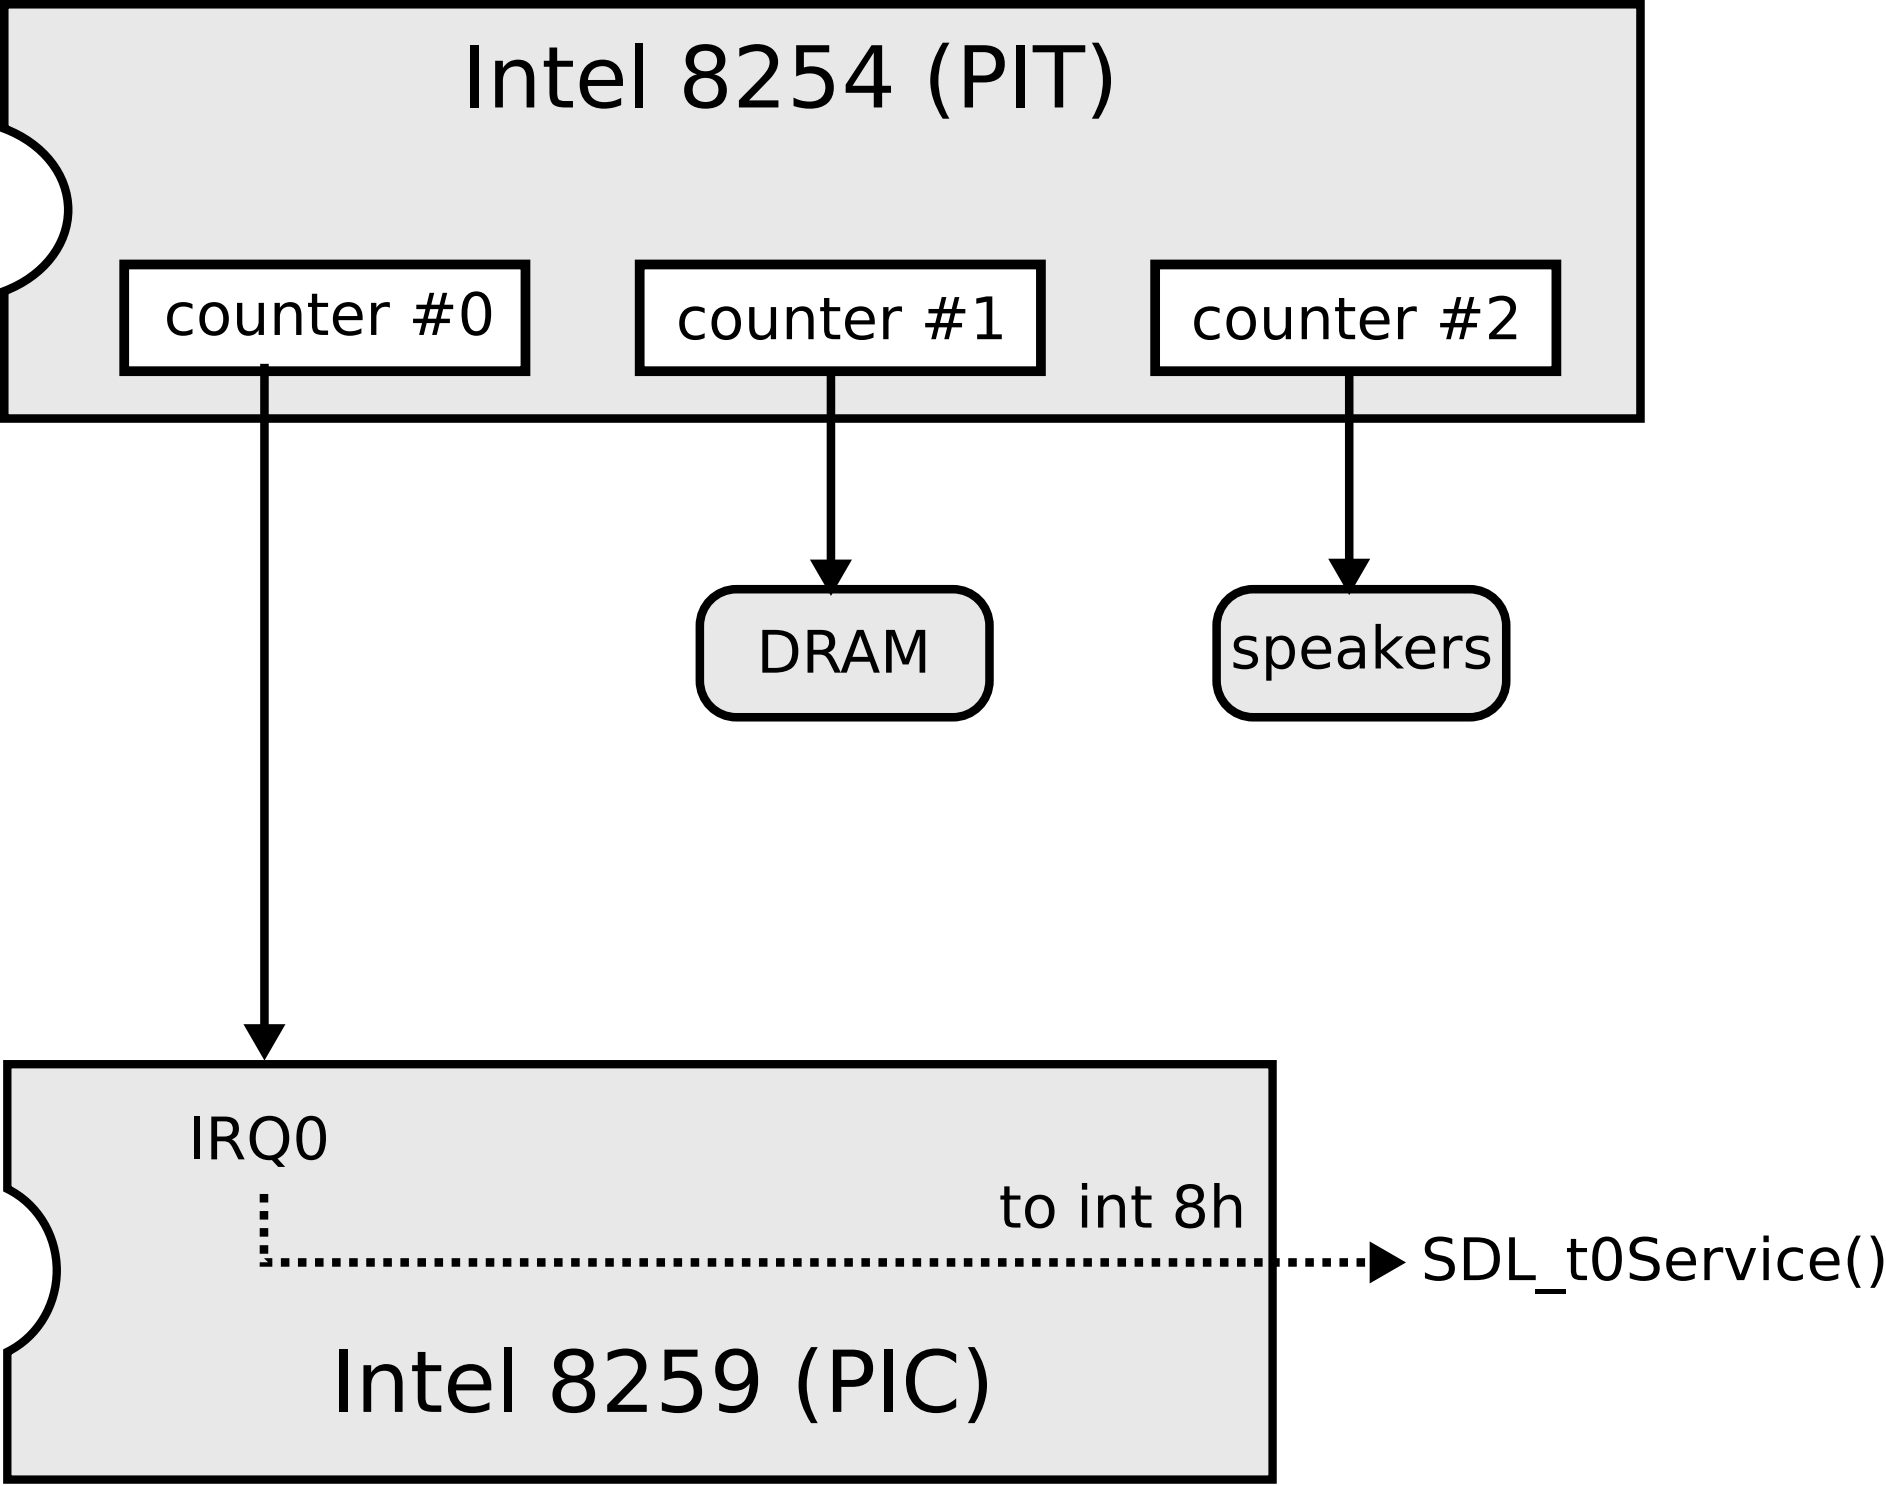 Intel 8254 (PIT)
counter #0
counter #1
counter #2
DRAM
speakers
IRQ0
to int 8h
SDL_t0Service()
Intel 8259 (PIC)